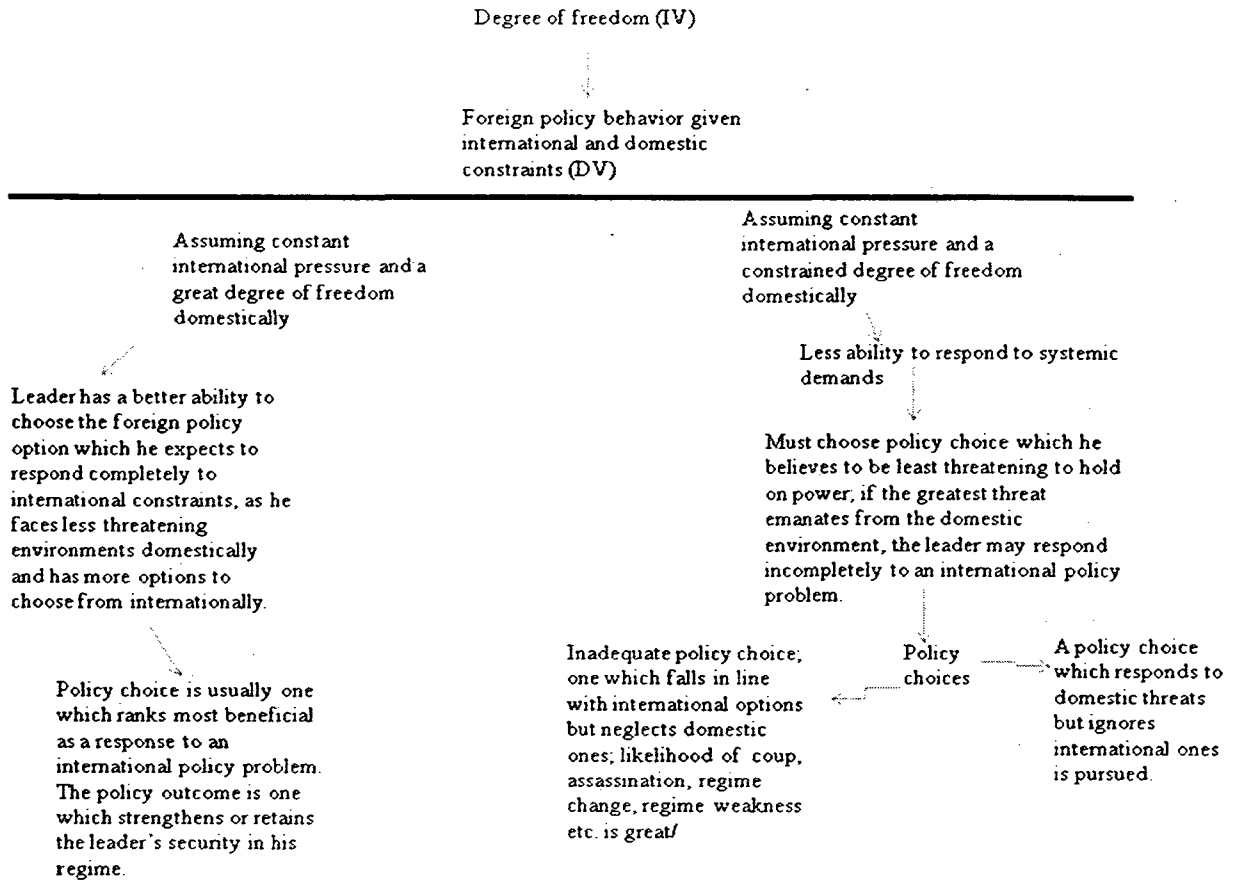 Degree of freedom (IV)
Foreign policy behavior given
international and domestic
constraints (DV)
Assuming constant
international pressure and a
great degree of freedom
domestically
Leader has a better ability to
choose the foreign policy
option which he expects to
respond completely to
international constraints, as he
faces less threatening
environments domestically
and has more options to
choose from internationally.
Policy choice is usually one
which ranks most beneficial
as a response to an
international policy problem.
The policy outcome is one
which strengthens or retains
the leader's security in his
regime.
Assuming constant
international pressure and a
constrained degree of freedom
domestically
Less ability to respond to systemic
demands
Must choose policy choice which he
believes to be least threatening to hold
on power; if the greatest threat
emanates from the domestic
environment, the leader may respond
incompletely to an international policy
problem.
Policy
choices
Inadequate policy choice;
one which falls in line
with international options
but neglects domestic
ones; likelihood of coup,
assassination, regime
change, regime weakness
etc. is great/
A policy choice
which responds to
domestic threats
but ignores
international ones
is pursued.